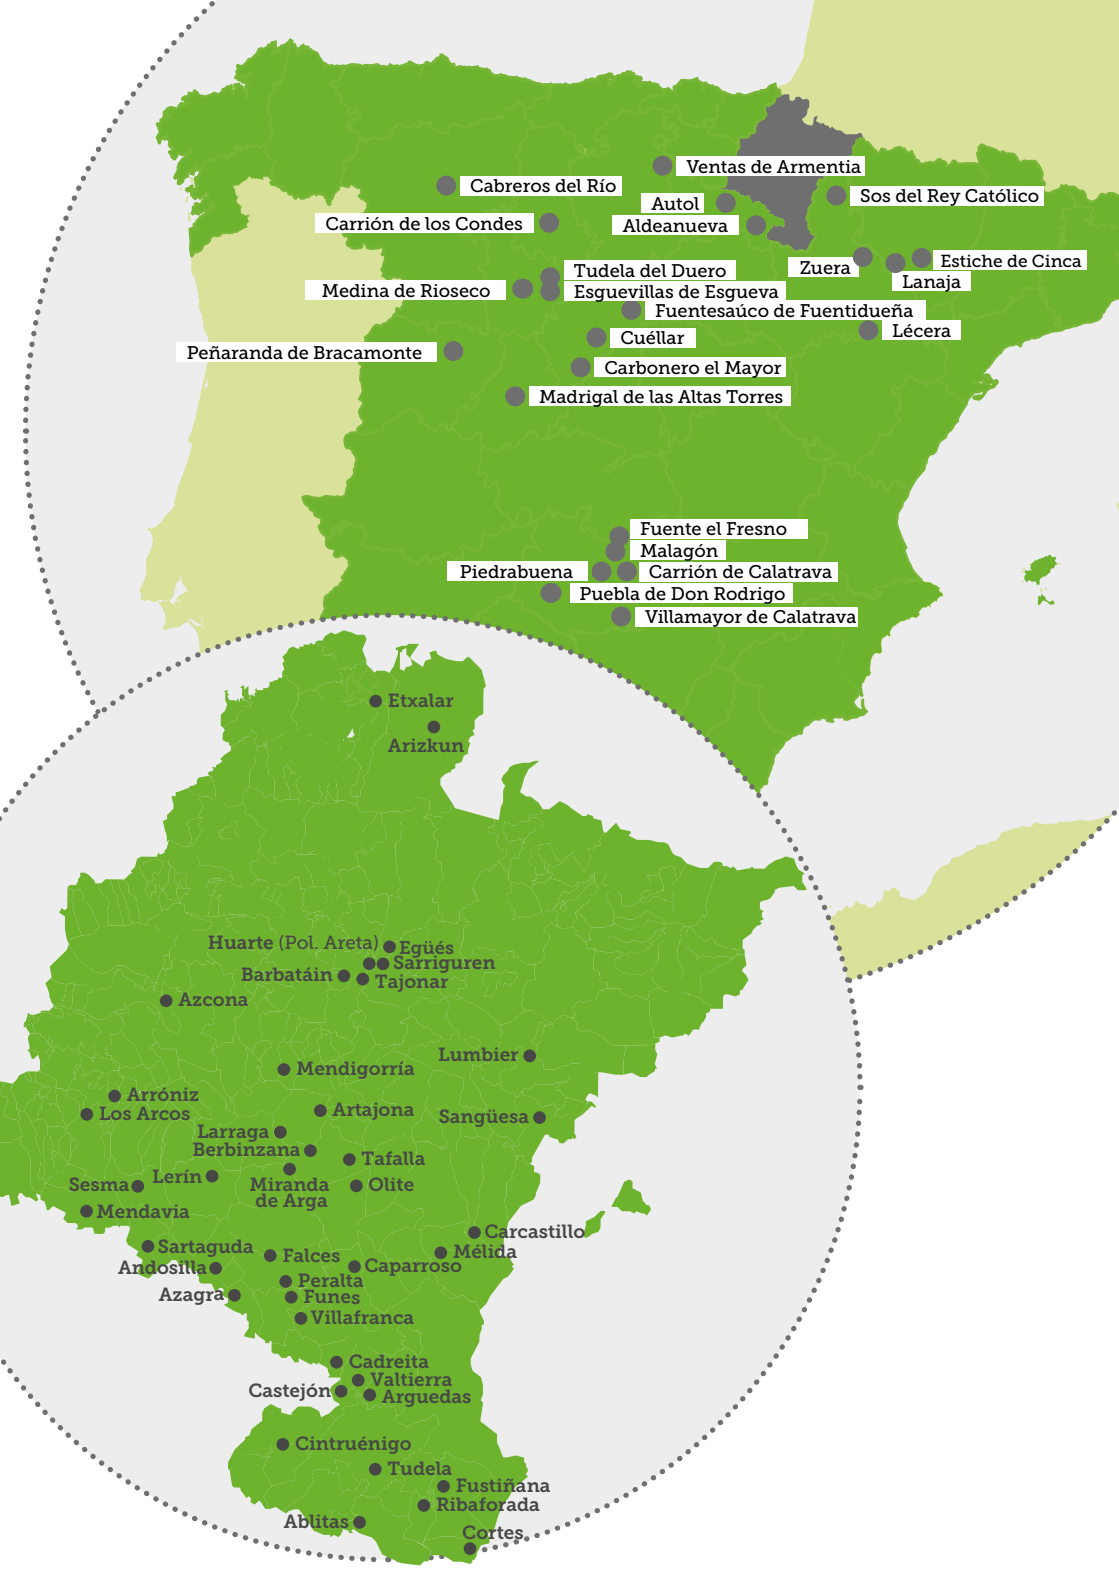 Ventas de Armentia
Cabreros del Río
Sos del Rey Católico
Autol
Carrión de los Condes
Aldeanueva
Zuera
Estiche de Cinca
Tudela del Duero
Lanaja
Medina de Rioseco
Esguevillas de Esgueva
Fuentesaúco de Fuentidueña
Lécera
Cuéllar
Peñaranda de Bracamonte
Carbonero el Mayor
Madrigal de las Altas Torres
Fuente el Fresno
Malagón
Piedrabuena
Carrión de Calatrava
Puebla de Don Rodrigo
Villamayor de Calatrava
Etxalar
Arizkun
Huarte (Pol. Areta)
Egüés
Sarriguren
Barbatáin
Tajonar
Azcona
Lumbier
Mendigorría
Arróniz
Los Arcos
Artajona
Sangüesa
Larraga
Berbinzana
Tafalla
Lerín
Sesma
Miranda
de Arga
Olite
Mendavia
Carcastillo
Sartaguda
Mélida
Falces
Andosilla
Caparroso
Peralta
Azagra
Funes
Villafranca
Cadreita
Valtierra
Castejón
Arguedas
Cintruénigo
Tudela
Fustiñana
Ribaforada
Ablitas
Cortes